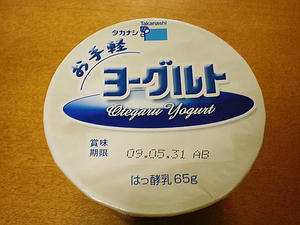 Takanashi
タカナシ
お手軽
ヨーグルト
Otegaru Yogurt
賞味
期限
09.05.31 AB
はっ酵乳 65g